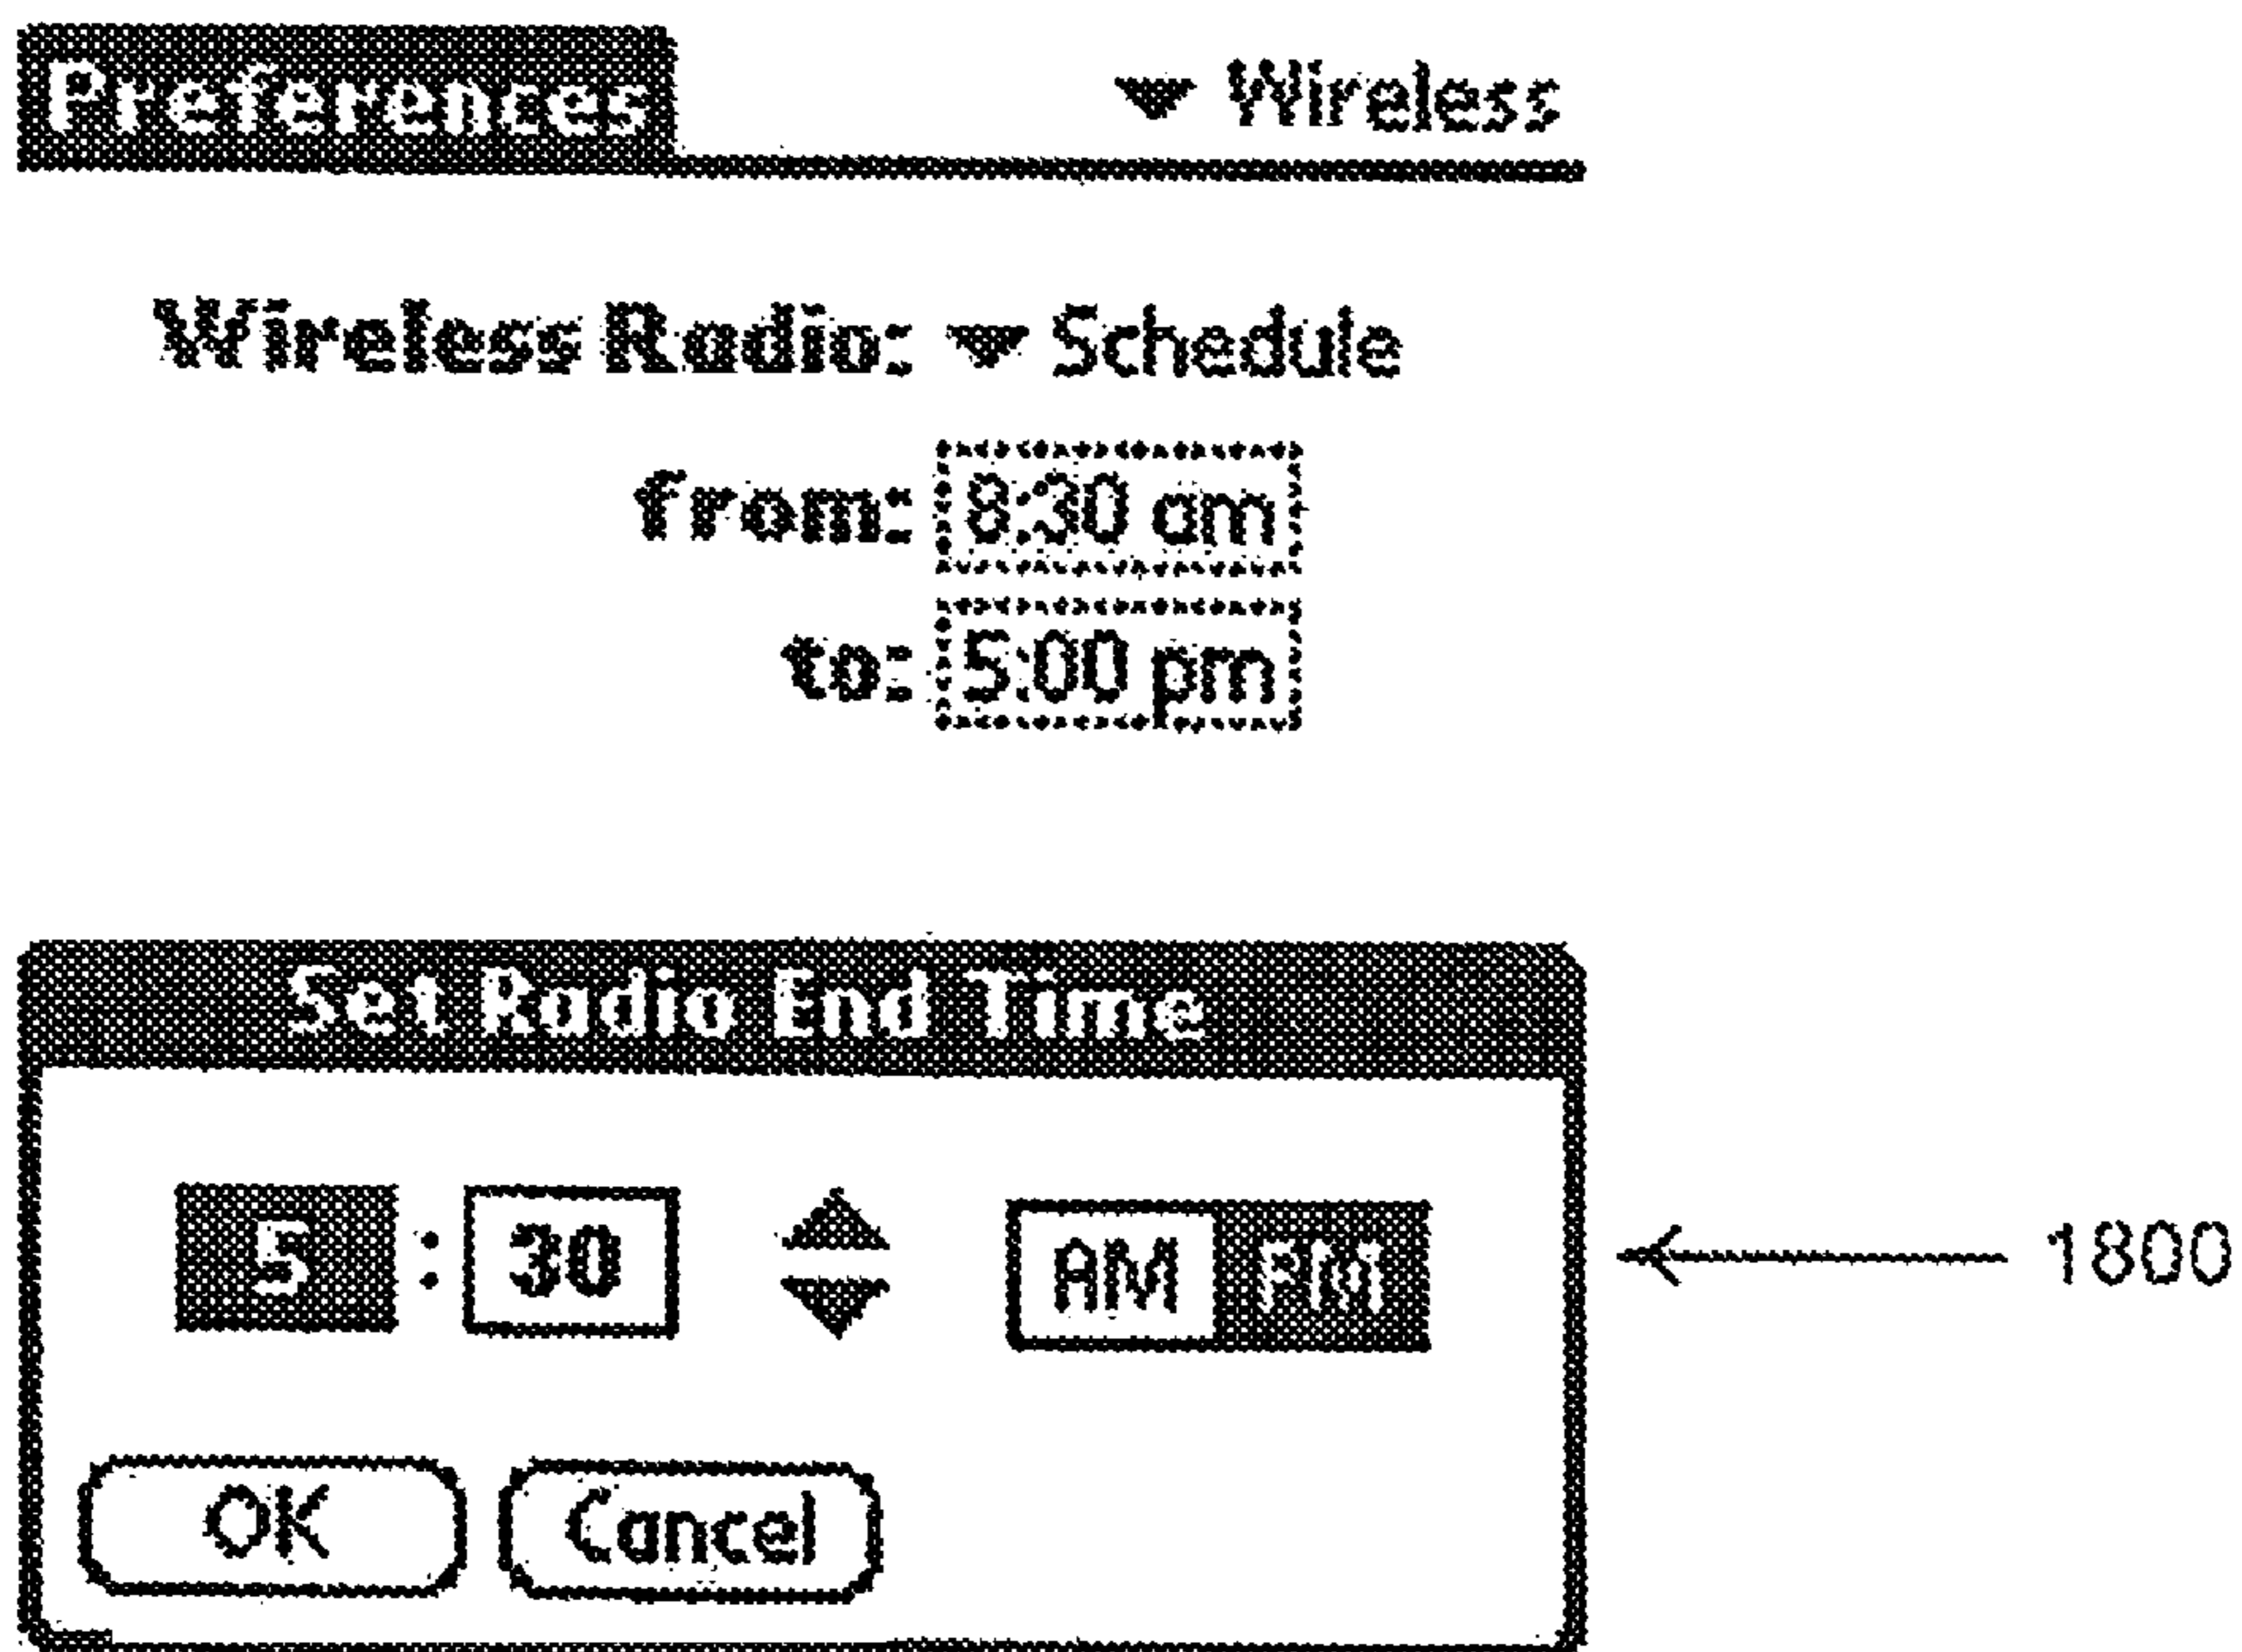 Preferences ▼ Wireless
Wireless Radio: ▼ Schedule
from: 8:30 am
to: 5:00 pm
Set Radio End Time
5 : 30 AM PM 1800
OK Cancel